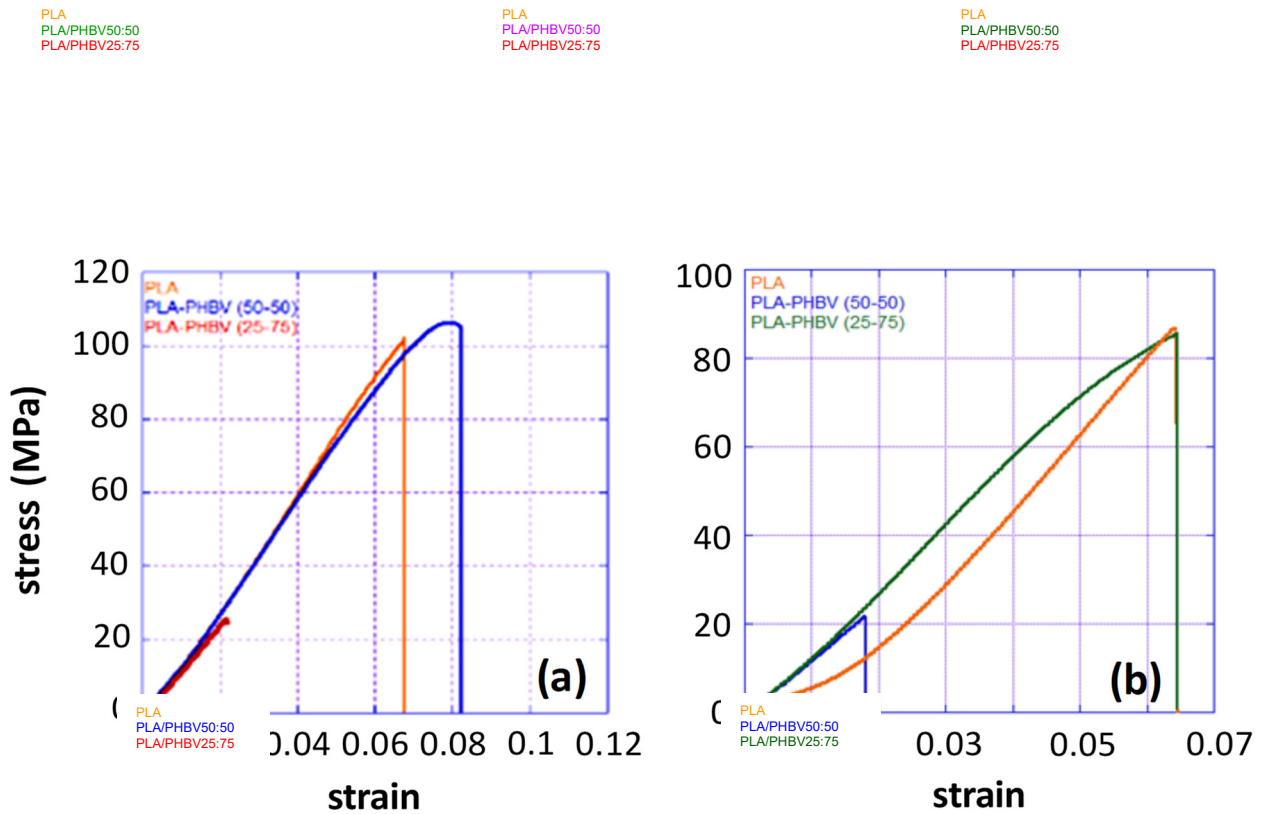 PLA
PLA/PHBV50:50
PLA/PHBV25:75
PLA
PLA/PHBV50:50
PLA/PHBV25:75
PLA
PLA/PHBV50:50
PLA/PHBV25:75
120
100
80
60
40
20
stress (MPa)
PLA
PLA-PHBV (50-50)
PLA-PHBV (25-75)
(a)
PLA
PLA/PHBV50:50
PLA/PHBV25:75
0.04 0.06 0.08 0.1 0.12
strain
100
80
60
40
20
PLA
PLA-PHBV (50-50)
PLA-PHBV (25-75)
(b)
PLA
PLA/PHBV50:50
PLA/PHBV25:75
0.03 0.05 0.07
strain